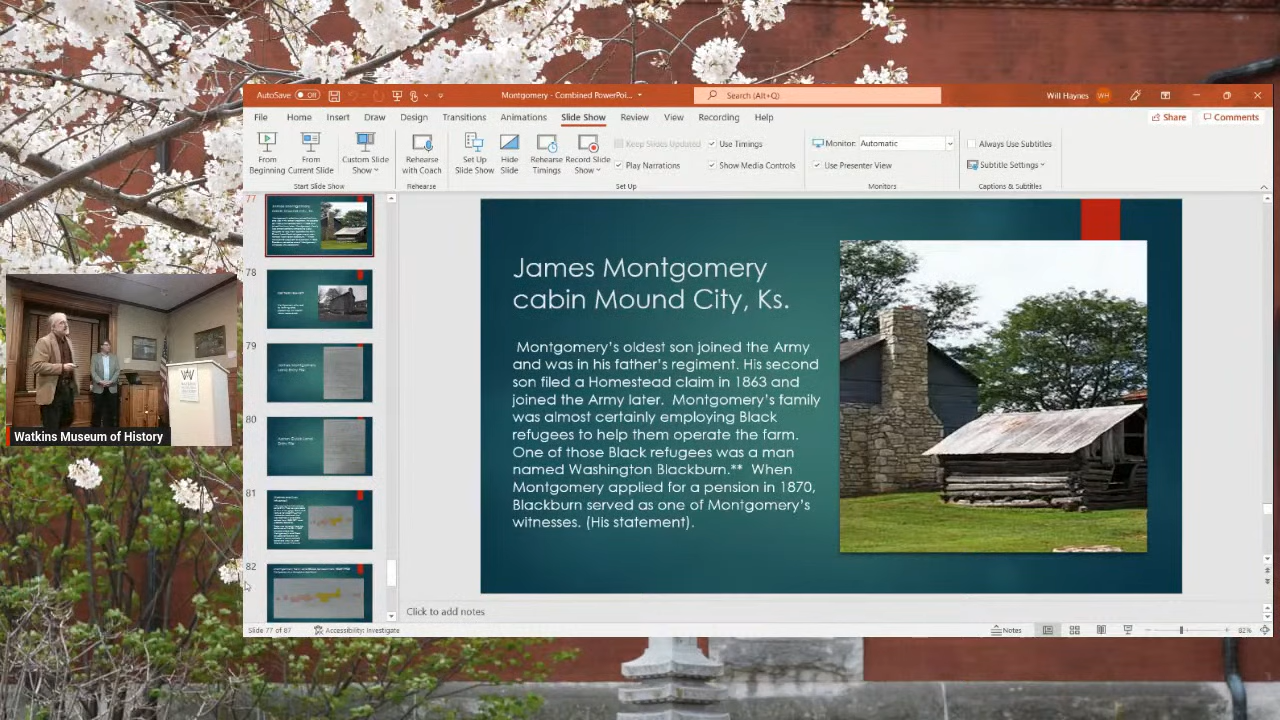 AutoSave Off
Montgomery - Combined PowerPoi...
Search (Alt+Q)
Will Haynes WH
File Home Insert Draw Design Transitions Animations Slide Show Review View Recording Help
Share Comments
From Beginning
From Current Slide
Custom Slide Show
Rehearse with Coach
Set Up Slide Show
Hide Slide
Rehearse Timings
Record Slide Show
Keep Slides Updated
Play Narrations
Use Timings
Show Media Controls
Monitor: Automatic
Use Presenter View
Always Use Subtitles
Subtitle Settings
Start Slide Show
Rehearse
Set Up
Monitors
Captions & Subtitles
77
78
79
80
81
82
James Montgomery
cabin Mound City, Ks.
Montgomery's oldest son joined the Army
and was in his father's regiment. His second
son filed a Homestead claim in 1863 and
joined the Army later. Montgomery's family
was almost certainly employing Black
refugees to help them operate the farm.
One of those Black refugees was a man
named Washington Blackburn.** When
Montgomery applied for a pension in 1870,
Blackburn served as one of Montgomery's
witnesses. (His statement).
Watkins Museum of History
Click to add notes
Slide 77 of 87
Accessibility: Investigate
Notes
62%